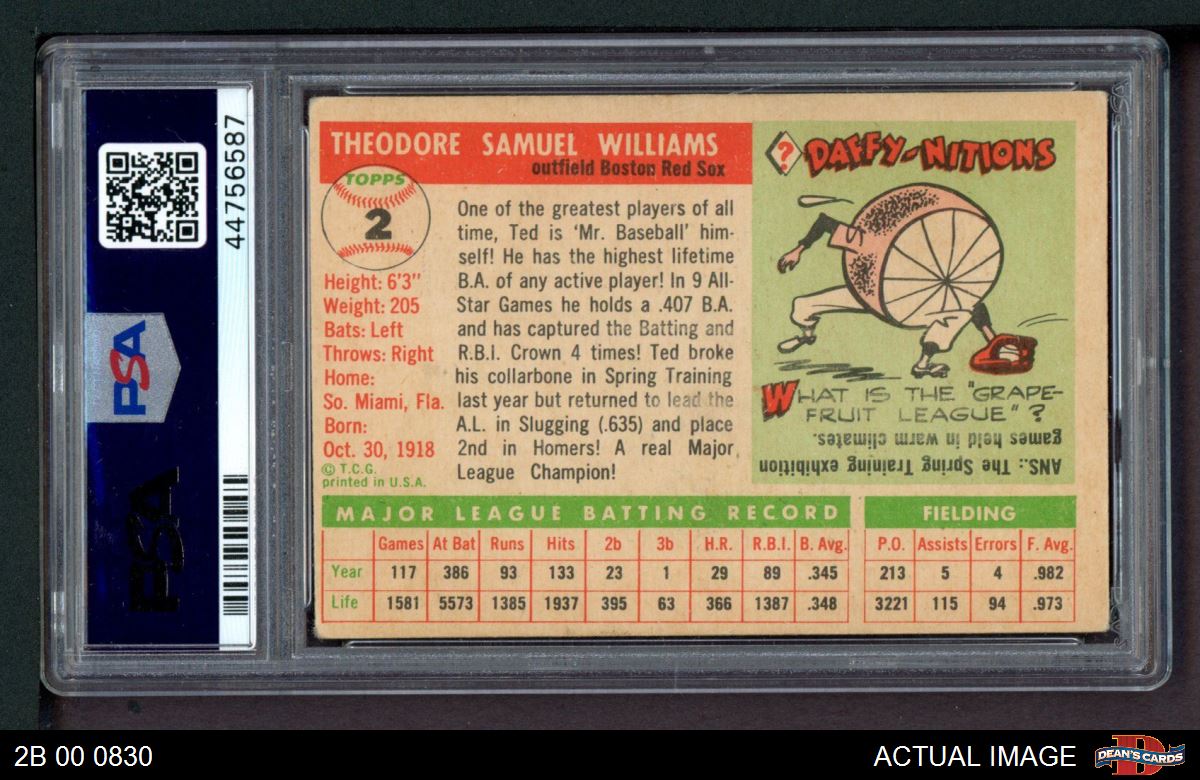 THEODORE SAMUEL WILLIAMS
outfield Boston Red Sox
TOPPS
2
Height: 6'3"
Weight: 205
Bats: Left
Throws: Right
Home:
So. Miami, Fla.
Born:
Oct. 30, 1918
© T.C.G.
printed in U.S.A.
One of the greatest players of all
time, Ted is 'Mr. Baseball' him-
self! He has the highest lifetime
B.A. of any active player! In 9 All-
Star Games he holds a .407 B.A.
and has captured the Batting and
R.B.I. Crown 4 times! Ted broke
his collarbone in Spring Training
last year but returned to lead the
A.L. in Slugging (.635) and place
2nd in Homers! A real Major
League Champion!
? DAFFY-NITIONS
WHAT IS THE "GRAPE-
FRUIT LEAGUE"?
ANS.: The Spring Training exhibition
games held in warm climates.
MAJOR LEAGUE BATTING RECORD
Games At Bat Runs Hits 2b 3b H.R. R.B.I. B. Avg.
Year 117 386 93 133 23 1 29 89 .345
Life 1581 5573 1385 1937 395 63 366 1387 .348
FIELDING
P.O. Assists Errors F. Avg.
213 5 4 .982
3221 115 94 .973
44756587
PSA
PSA
2B 00 0830
ACTUAL IMAGE
D
DEAN'S CARDS